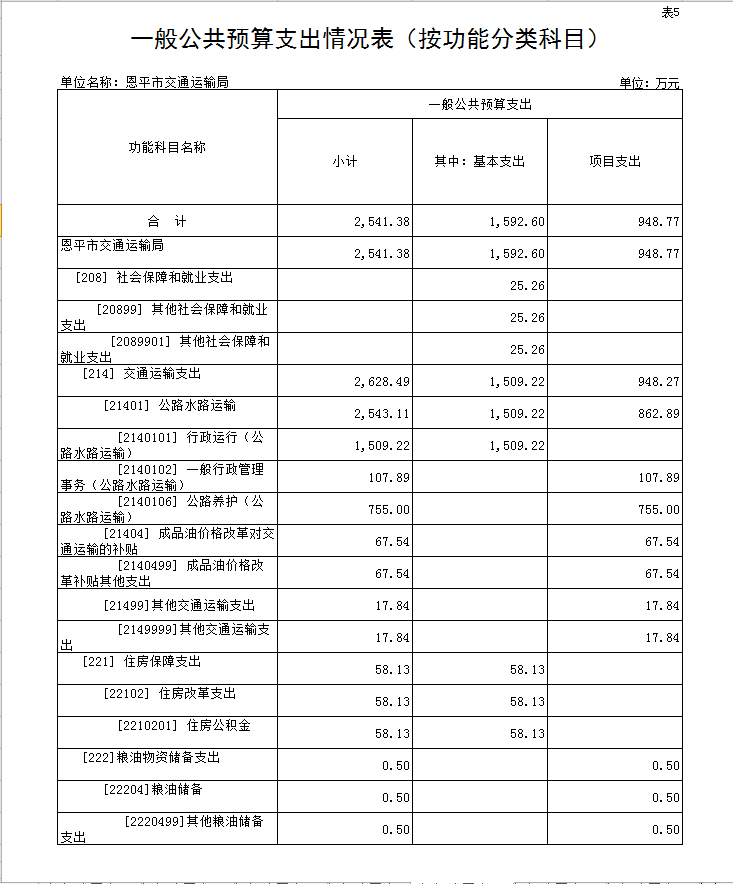 表5
一般公共预算支出情况表（按功能分类科目）
单位名称：恩平市交通运输局 单位：万元
功能科目名称 一般公共预算支出
小计 其中：基本支出 项目支出
合 计 2,541.38 1,592.60 948.77
恩平市交通运输局 2,541.38 1,592.60 948.77
[208] 社会保障和就业支出 25.26
[20899] 其他社会保障和就业
支出 25.26
[2089901] 其他社会保障和
就业支出 25.26
[214] 交通运输支出 2,628.49 1,509.22 948.27
[21401] 公路水路运输 2,543.11 1,509.22 862.89
[2140101] 行政运行（公
路水路运输） 1,509.22 1,509.22
[2140102] 一般行政管理
事务（公路水路运输） 107.89 107.89
[2140106] 公路养护（公
路水路运输） 755.00 755.00
[21404] 成品油价格改革对交
通运输的补贴 67.54 67.54
[2140499] 成品油价格改
革补贴其他支出 67.54 67.54
[21499]其他交通运输支出 17.84 17.84
[2149999]其他交通运输支
出 17.84 17.84
[221] 住房保障支出 58.13 58.13
[22102] 住房改革支出 58.13 58.13
[2210201] 住房公积金 58.13 58.13
[222]粮油物资储备支出 0.50 0.50
[22204]粮油储备 0.50 0.50
[2220499]其他粮油储备
支出 0.50 0.50